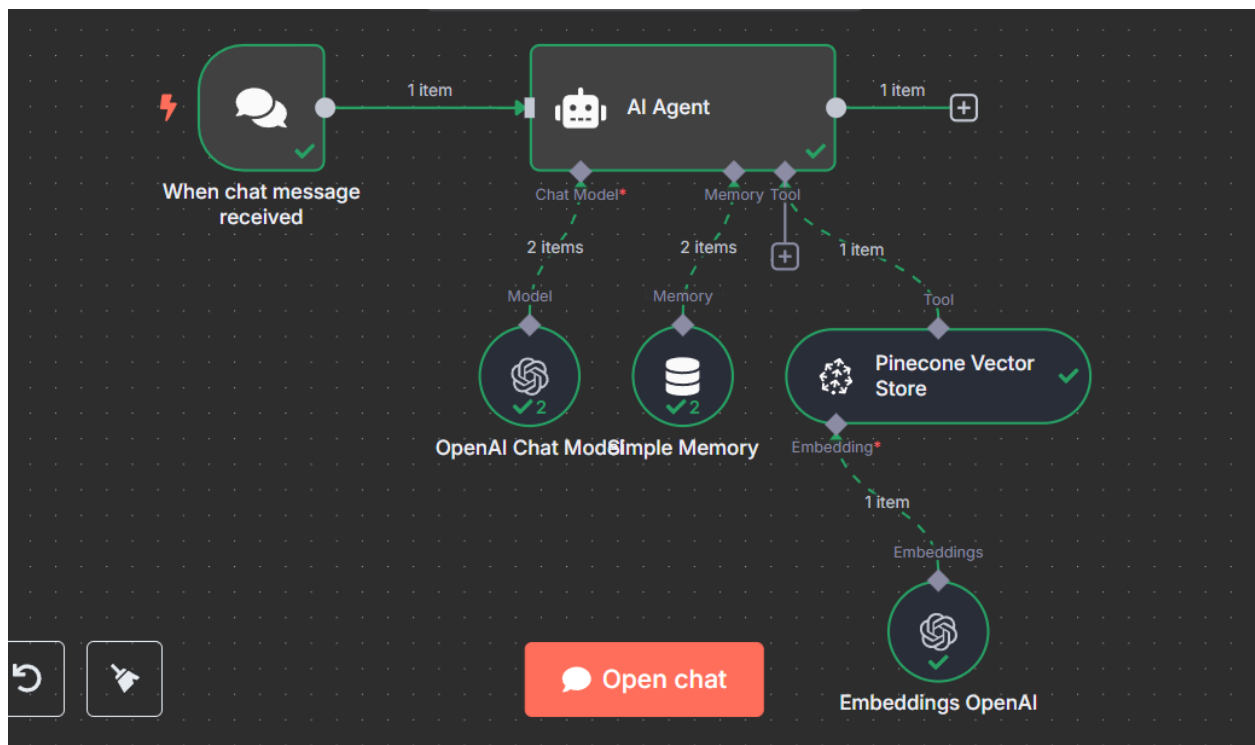 1 item
1 item
AI Agent
When chat message
received
Chat Model*
Memory
Tool
2 items
2 items
1 item
Model
Memory
Tool
Pinecone Vector
Store
2
2
OpenAI Chat Model
Simple Memory
Embedding*
1 item
Embeddings
Open chat
Embeddings OpenAI